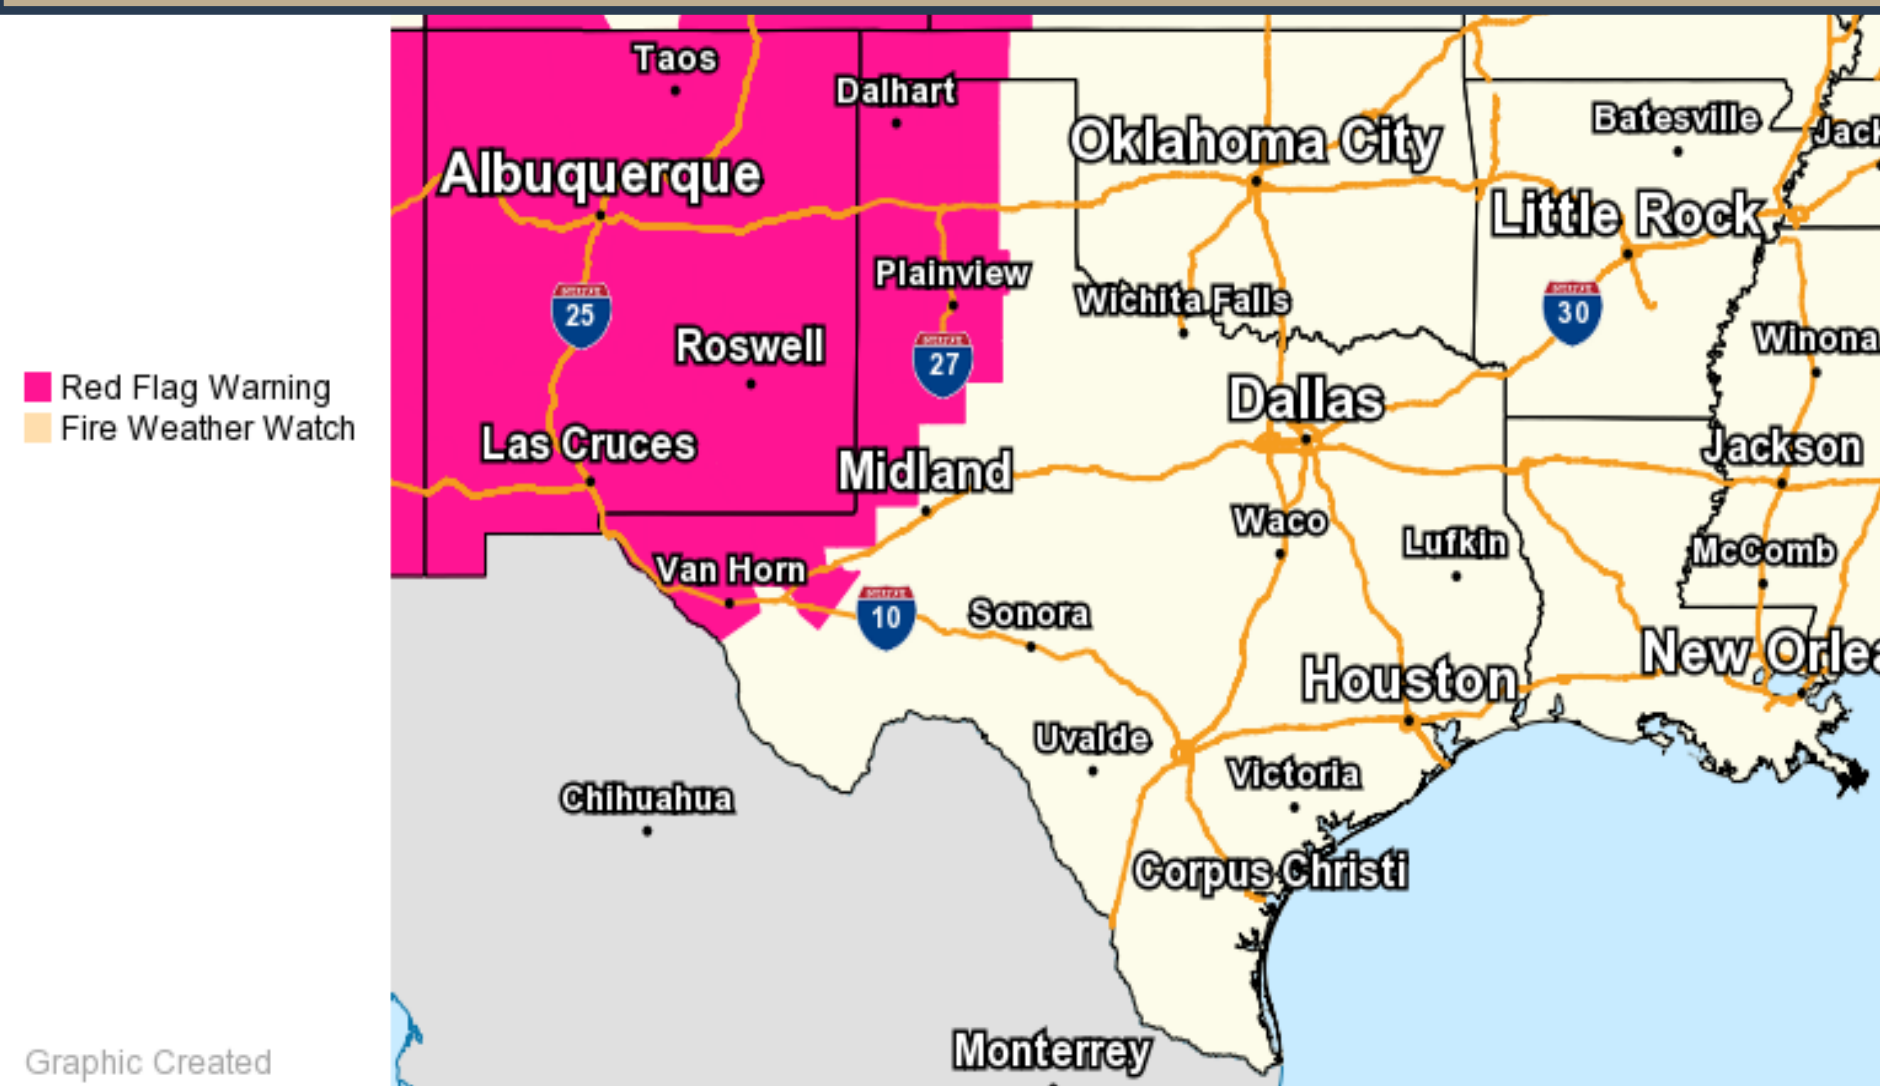 Taos
Dalhart
Batesville
Jack
Oklahoma City
Albuquerque
Little Rock
Plainview
Wichita Falls
25
30
Winona
Roswell
27
Red Flag Warning
Fire Weather Watch
Dallas
Las Cruces
Jackson
Midland
Waco
Lufkin
McComb
Van Horn
10
Sonora
New Orlea
Houston
Uvalde
Victoria
Chihuahua
Corpus Christi
Monterrey
Graphic Created